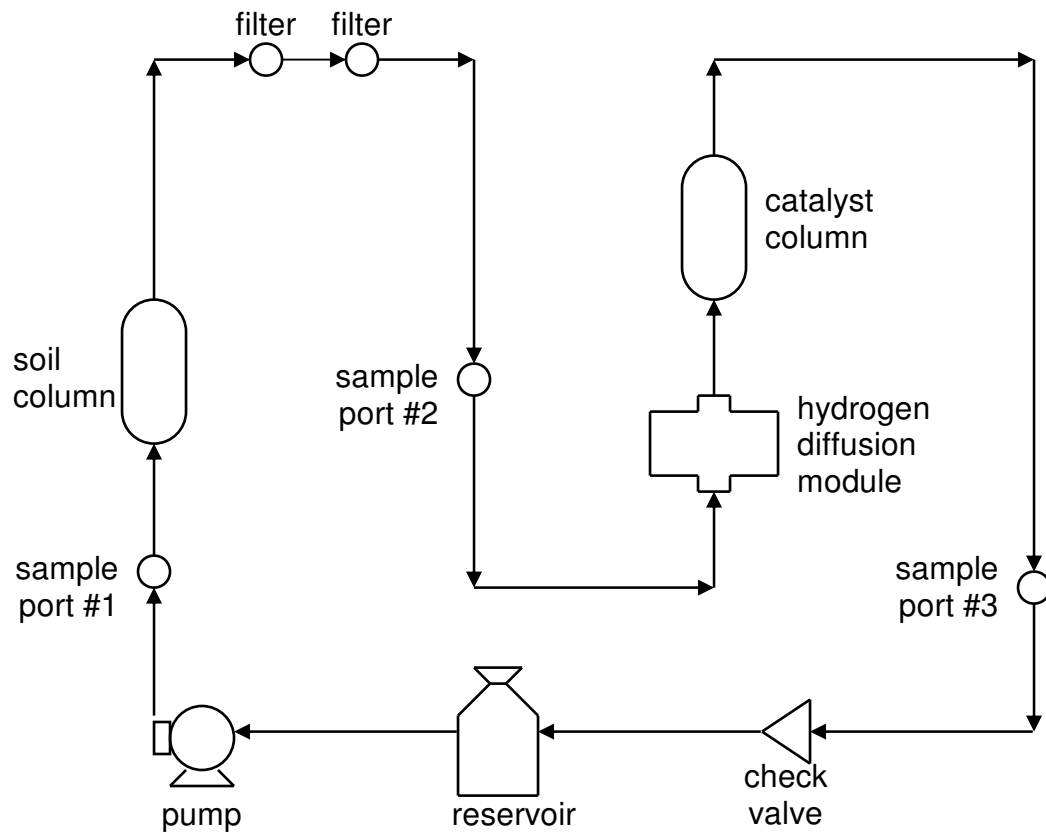 filter
filter
catalyst
column
soil
column
sample
port #2
hydrogen
diffusion
module
sample
port #1
sample
port #3
pump
reservoir
check
valve